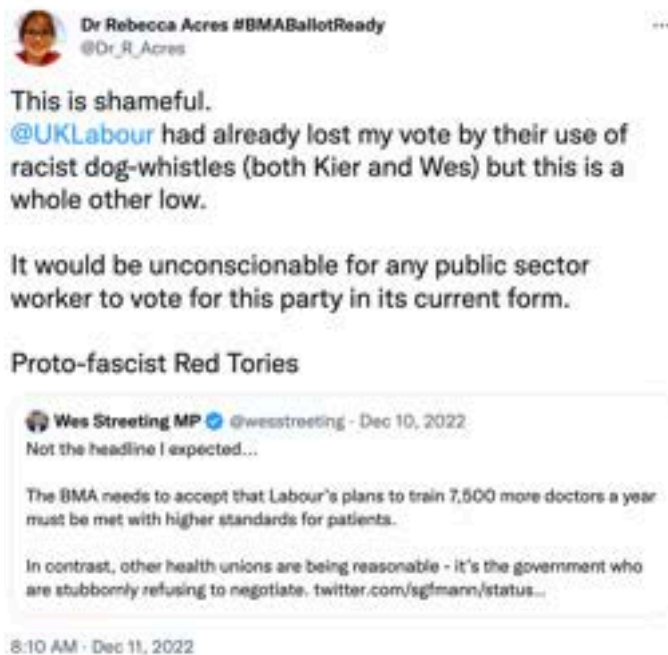 Dr Rebecca Acres #BMABallotReady
@Dr_R_Acres
This is shameful.
@UKLabour had already lost my vote by their use of
racist dog-whistles (both Kier and Wes) but this is a
whole other low.
It would be unconscionable for any public sector
worker to vote for this party in its current form.
Proto-fascist Red Tories
Wes Streeting MP @wesstreeting · Dec 10, 2022
Not the headline I expected...
The BMA needs to accept that Labour's plans to train 7,500 more doctors a year
must be met with higher standards for patients.
In contrast, other health unions are being reasonable - it's the government who
are stubbornly refusing to negotiate. twitter.com/sgfmann/status...
8:10 AM · Dec 11, 2022